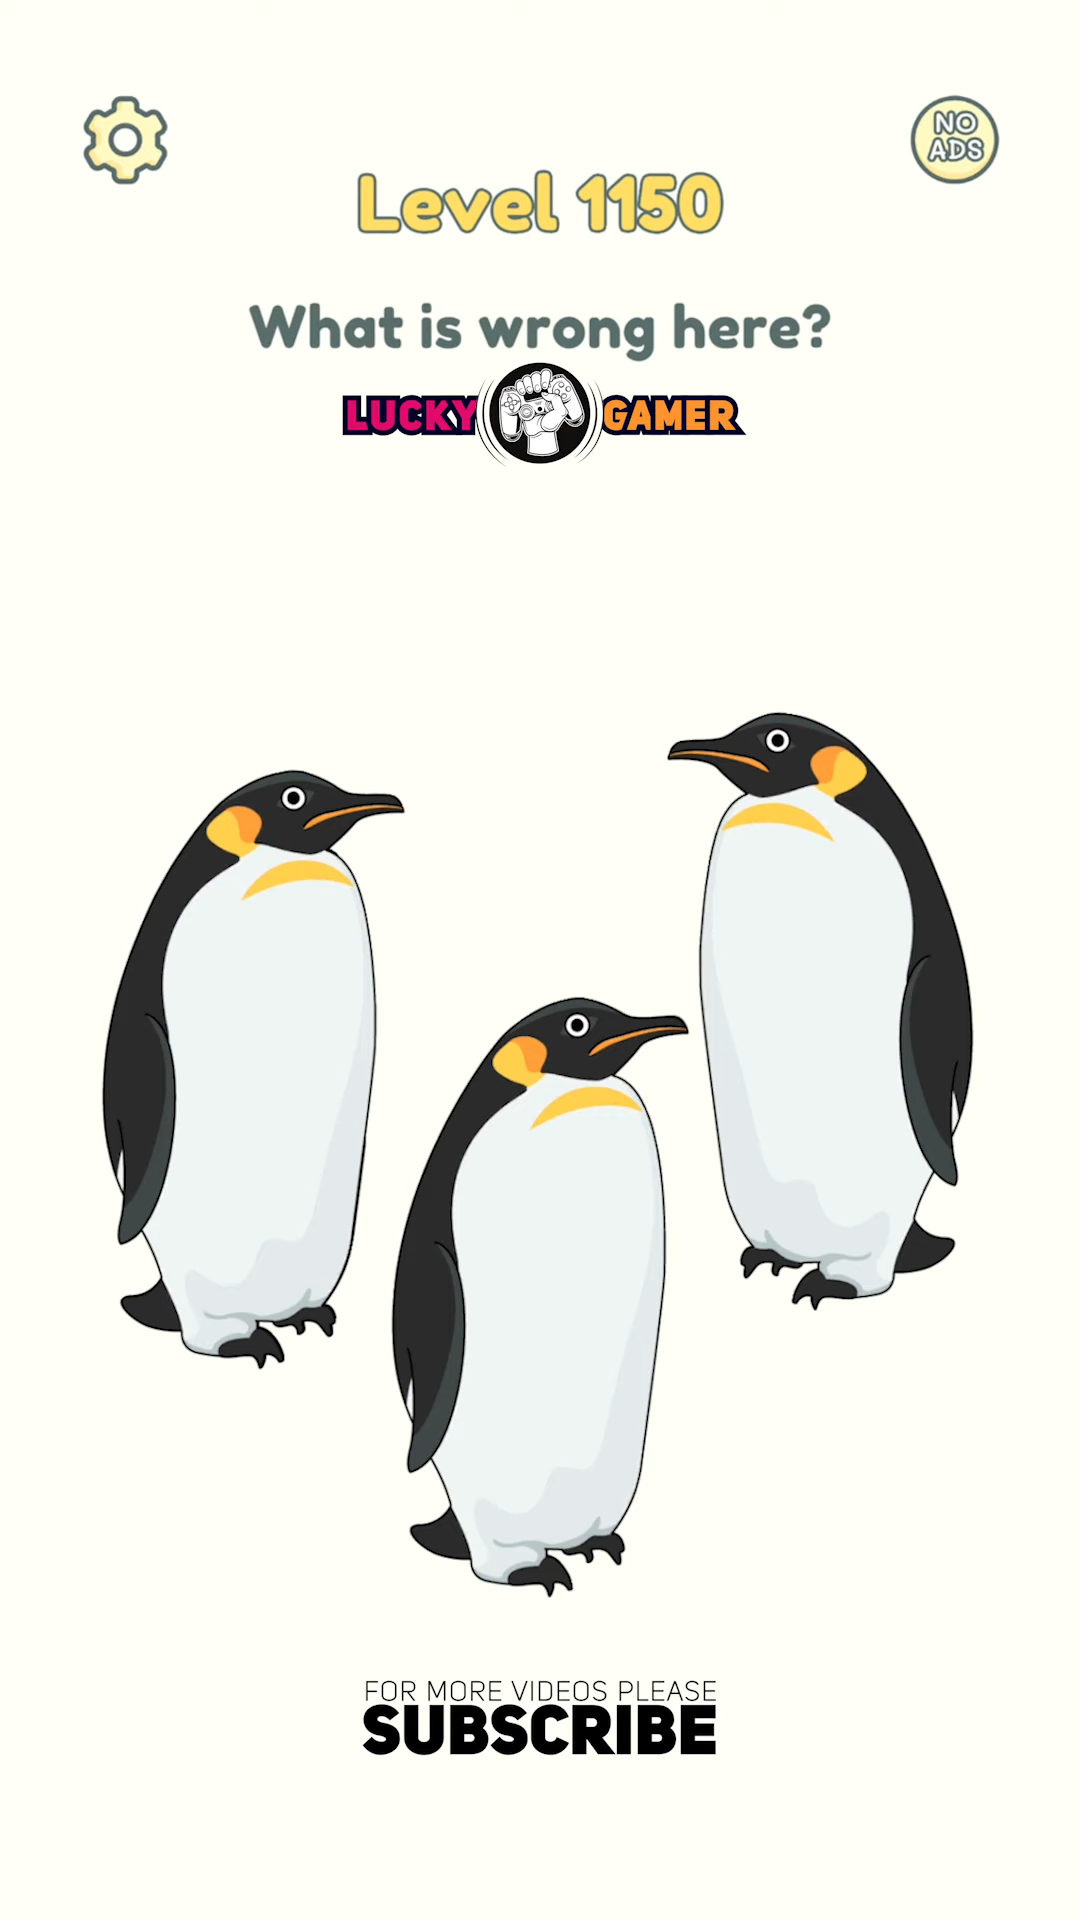 NO
ADS
Level 1150
What is wrong here?
LUCKY GAMER
FOR MORE VIDEOS PLEASE
SUBSCRIBE